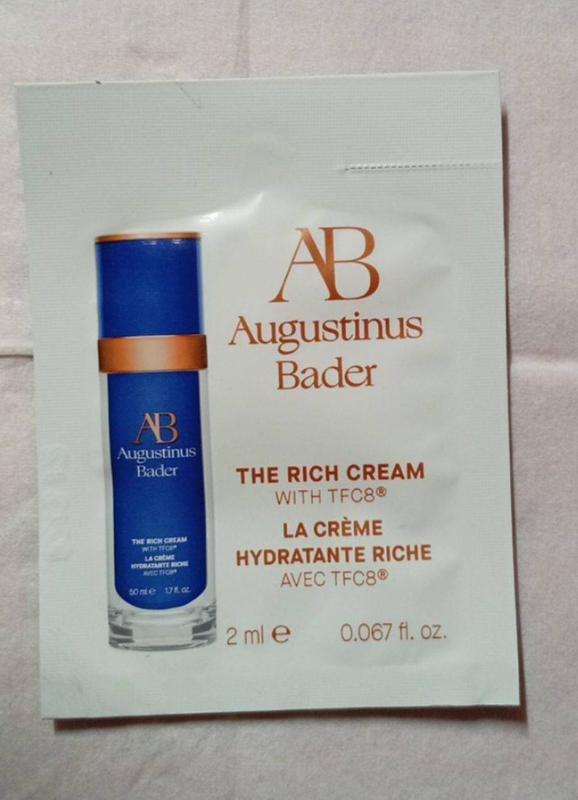 AB
Augustinus
Bader
THE RICH CREAM
WITH TFC8®
LA CRÈME
HYDRATANTE RICHE
AVEC TFC8®
2 ml e
0.067 fl. oz.
AB
Augustinus
Bader
THE RICH CREAM
WITH TFC8®
LA CRÈME
HYDRATANTE RICHE
AVEC TFC8®
50 ml e 1.7 fl. oz.